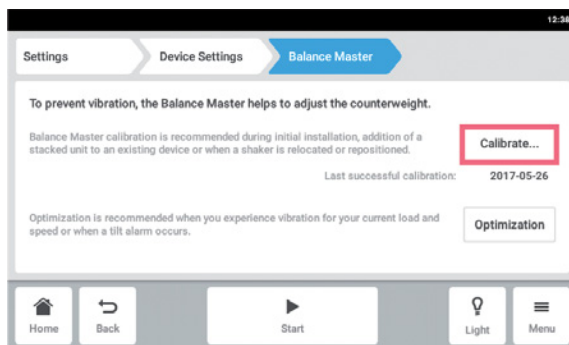 12:38
Settings
Device Settings
Balance Master
To prevent vibration, the Balance Master helps to adjust the counterweight.
Balance Master calibration is recommended during initial installation, addition of a
stacked unit to an existing device or when a shaker is relocated or repositioned.
Calibrate...
Last successful calibration: 2017-05-26
Optimization is recommended when you experience vibration for your current load and
speed or when a tilt alarm occurs.
Optimization
Home
Back
Start
Light
Menu